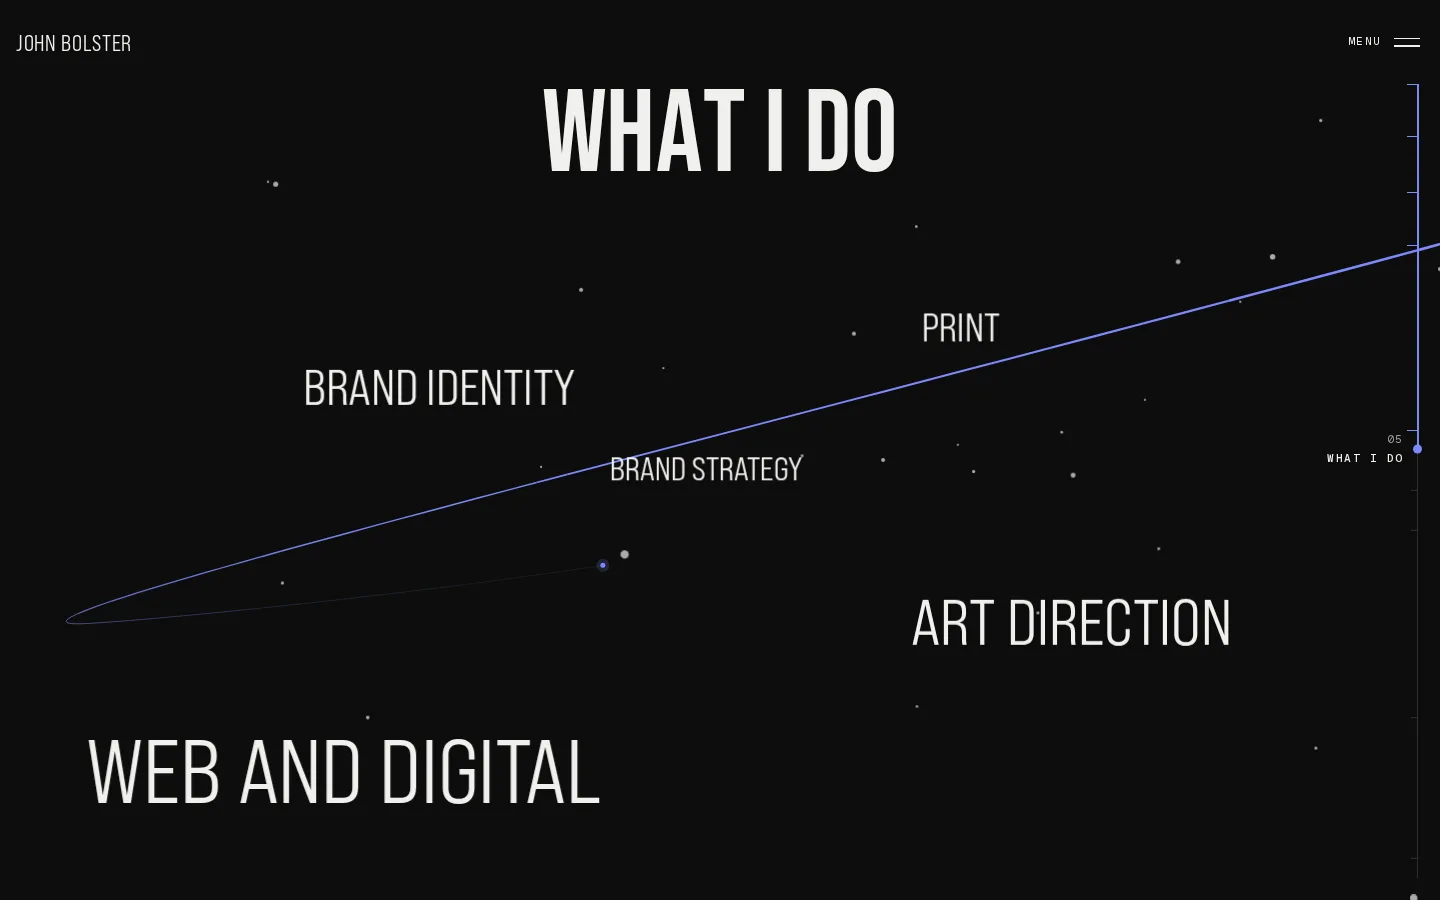 JOHN BOLSTER
MENU
WHAT I DO
PRINT
BRAND IDENTITY
05
WHAT I DO
BRAND STRATEGY
ART DIRECTION
WEB AND DIGITAL